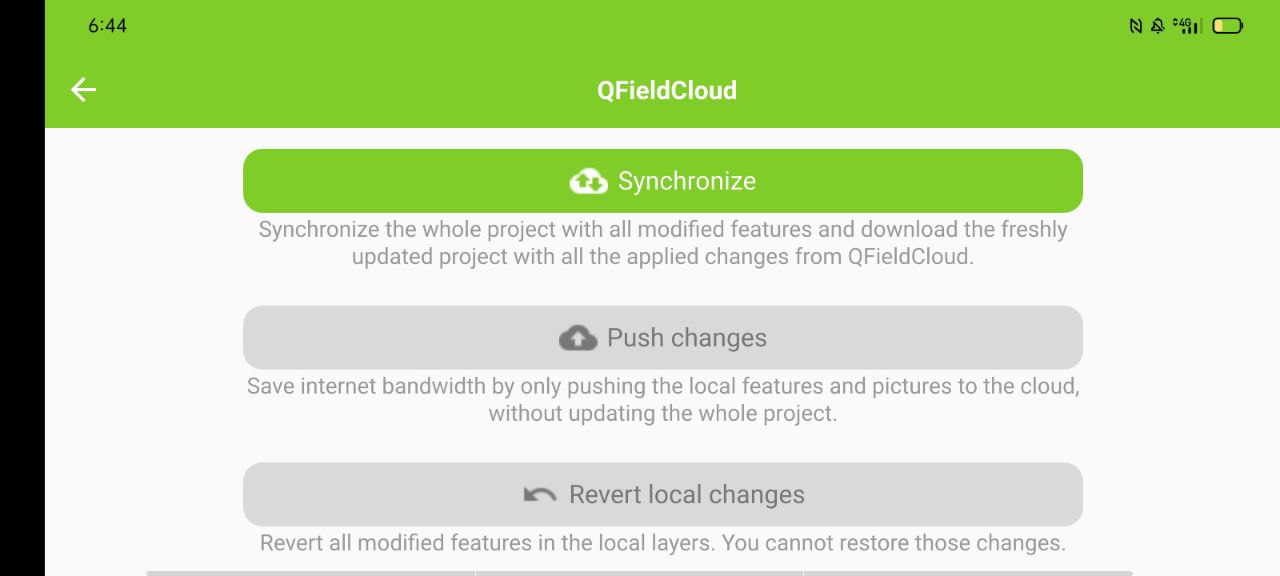 6:44
4G
QFieldCloud
Synchronize
Synchronize the whole project with all modified features and download the freshly
updated project with all the applied changes from QFieldCloud.
Push changes
Save internet bandwidth by only pushing the local features and pictures to the cloud,
without updating the whole project.
Revert local changes
Revert all modified features in the local layers. You cannot restore those changes.